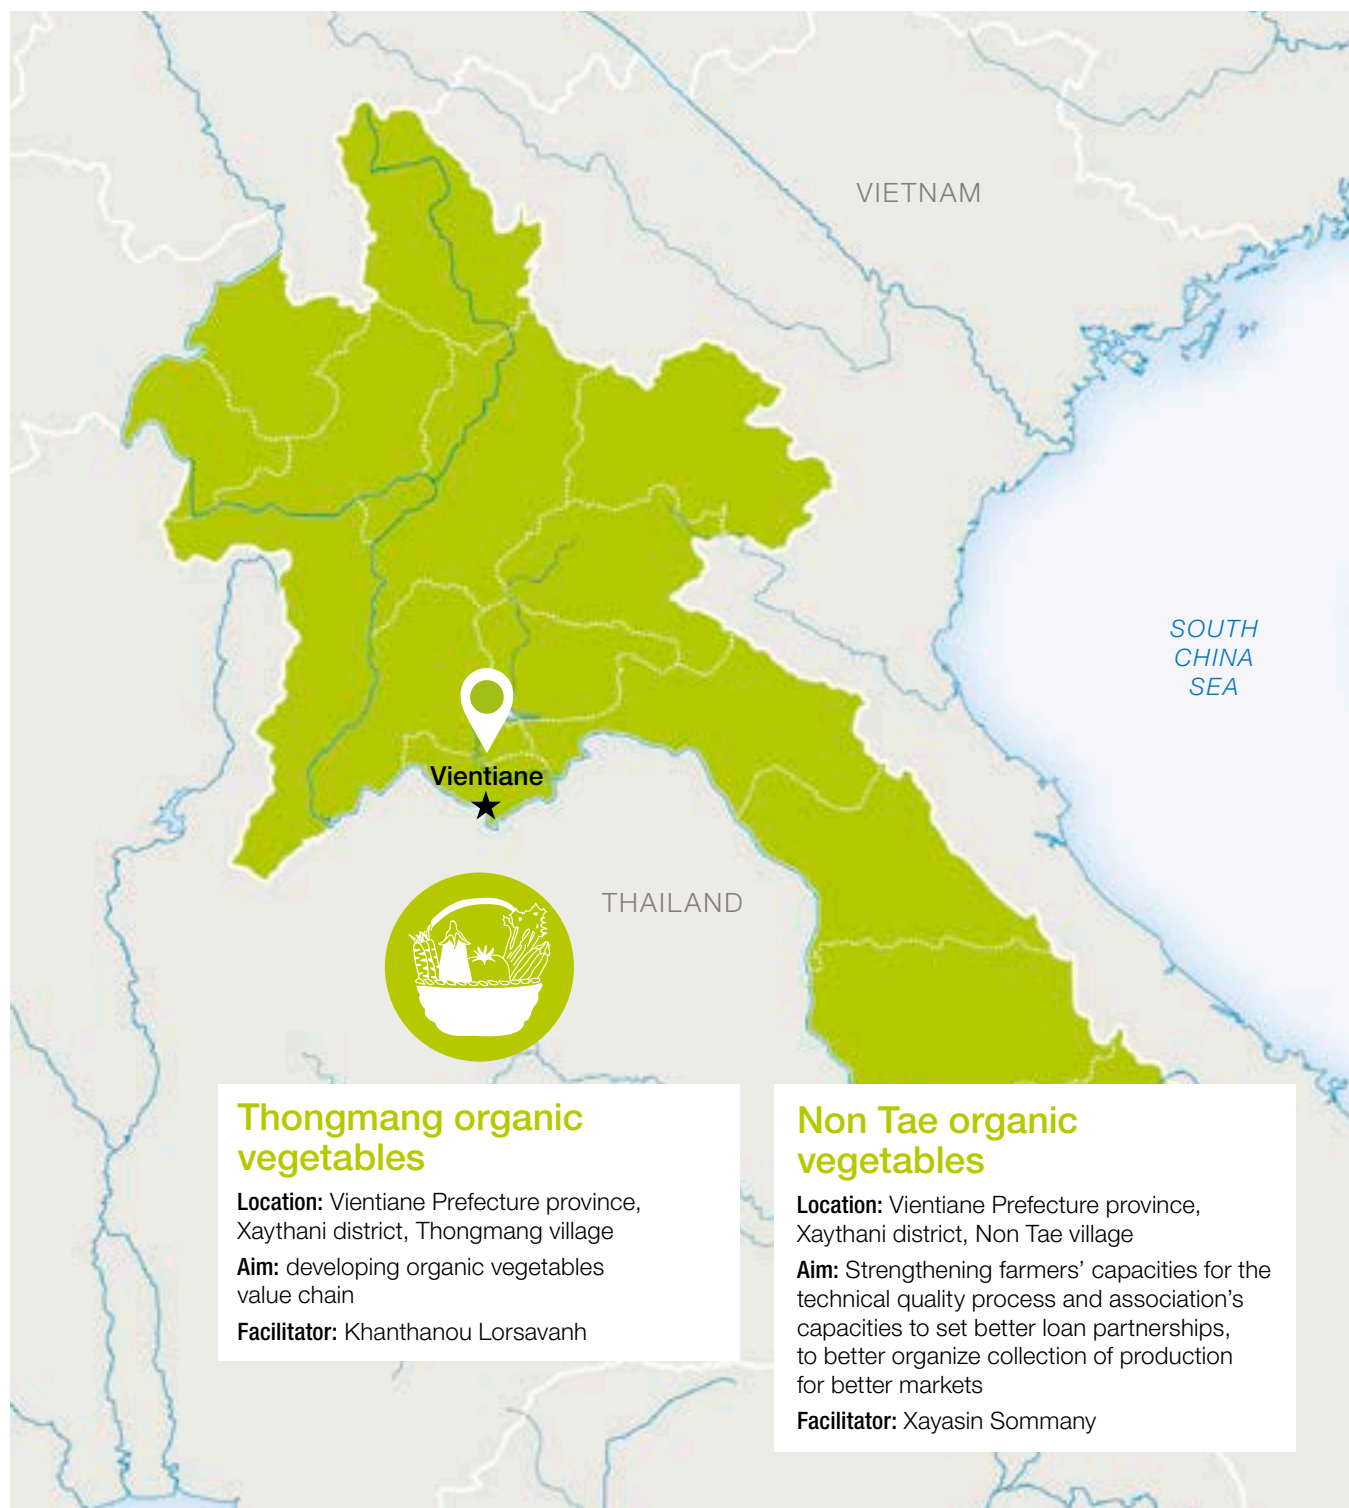 VIETNAM
SOUTH
CHINA
SEA
Vientiane
THAILAND
Thongmang organic
vegetables
Location: Vientiane Prefecture province,
Xaythani district, Thongmang village
Aim: developing organic vegetables
value chain
Facilitator: Khanthanou Lorsavanh
Non Tae organic
vegetables
Location: Vientiane Prefecture province,
Xaythani district, Non Tae village
Aim: Strengthening farmers’ capacities for the
technical quality process and association’s
capacities to set better loan partnerships,
to better organize collection of production
for better markets
Facilitator: Xayasin Sommany